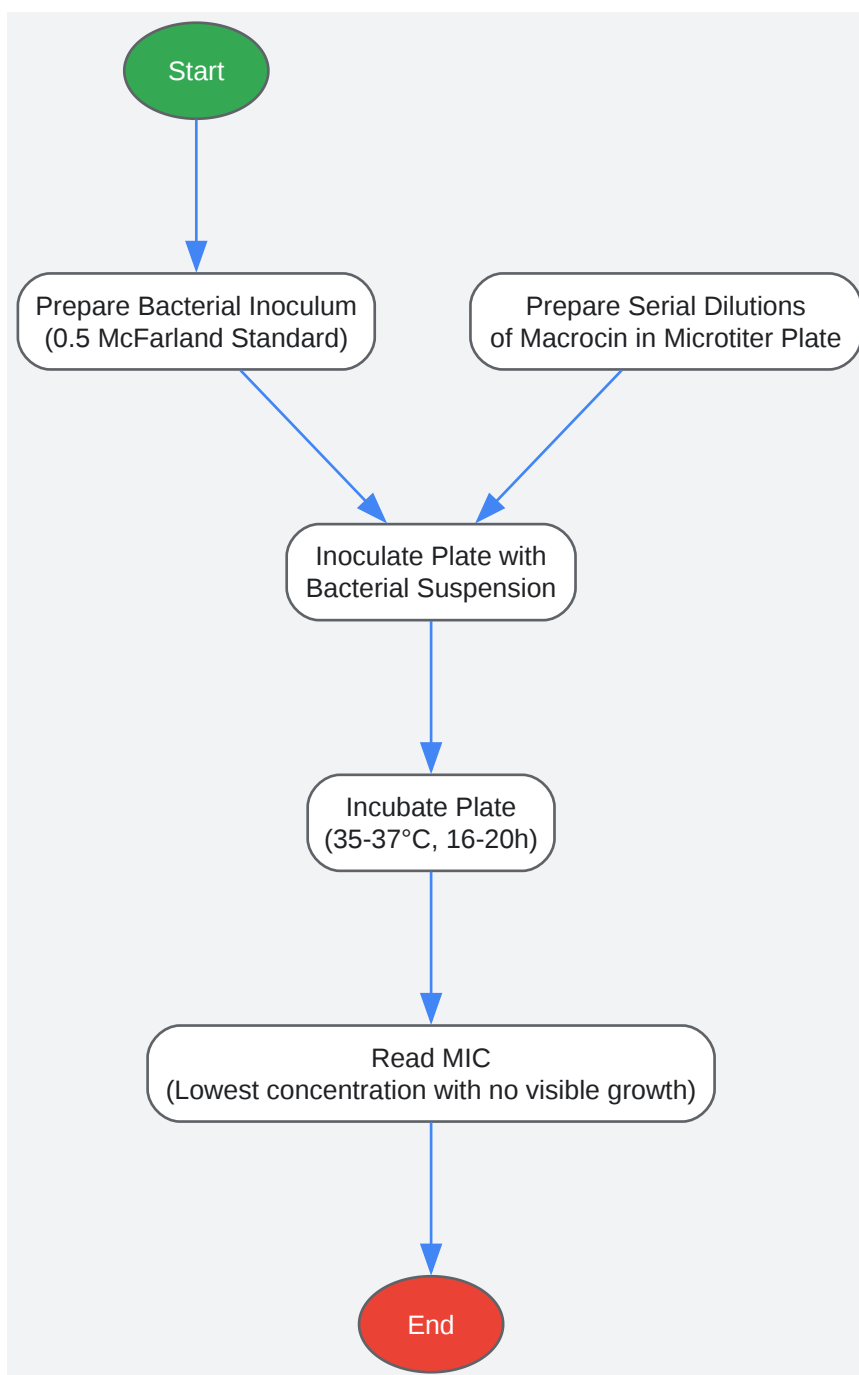 Start
Prepare Bacterial Inoculum
(0.5 McFarland Standard)
Prepare Serial Dilutions
of Macrocin in Microtiter Plate
Inoculate Plate with
Bacterial Suspension
Incubate Plate
(35-37°C, 16-20h)
Read MIC
(Lowest concentration with no visible growth)
End